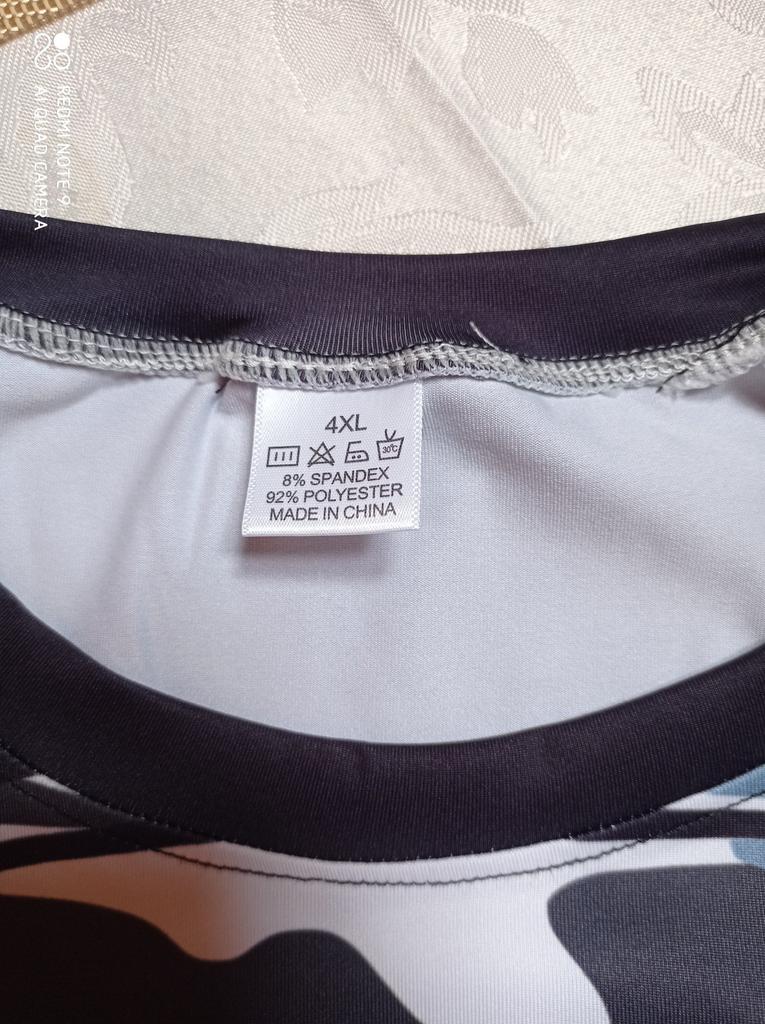 REDMI NOTE 9
AI QUAD CAMERA
4XL
30°C
8% SPANDEX
92% POLYESTER
MADE IN CHINA